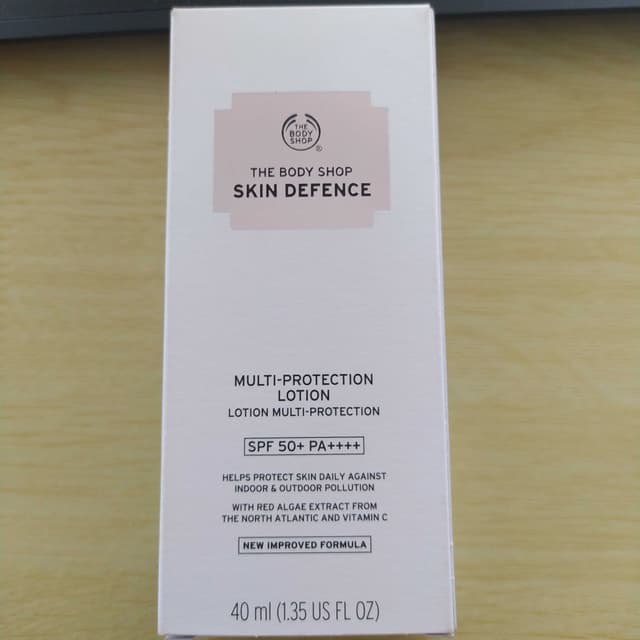 THE
BODY
SHOP
®
THE BODY SHOP
SKIN DEFENCE
MULTI-PROTECTION
LOTION
LOTION MULTI-PROTECTION
SPF 50+ PA++++
HELPS PROTECT SKIN DAILY AGAINST
INDOOR & OUTDOOR POLLUTION
WITH RED ALGAE EXTRACT FROM
THE NORTH ATLANTIC AND VITAMIN C
NEW IMPROVED FORMULA
40 ml (1.35 US FL OZ)